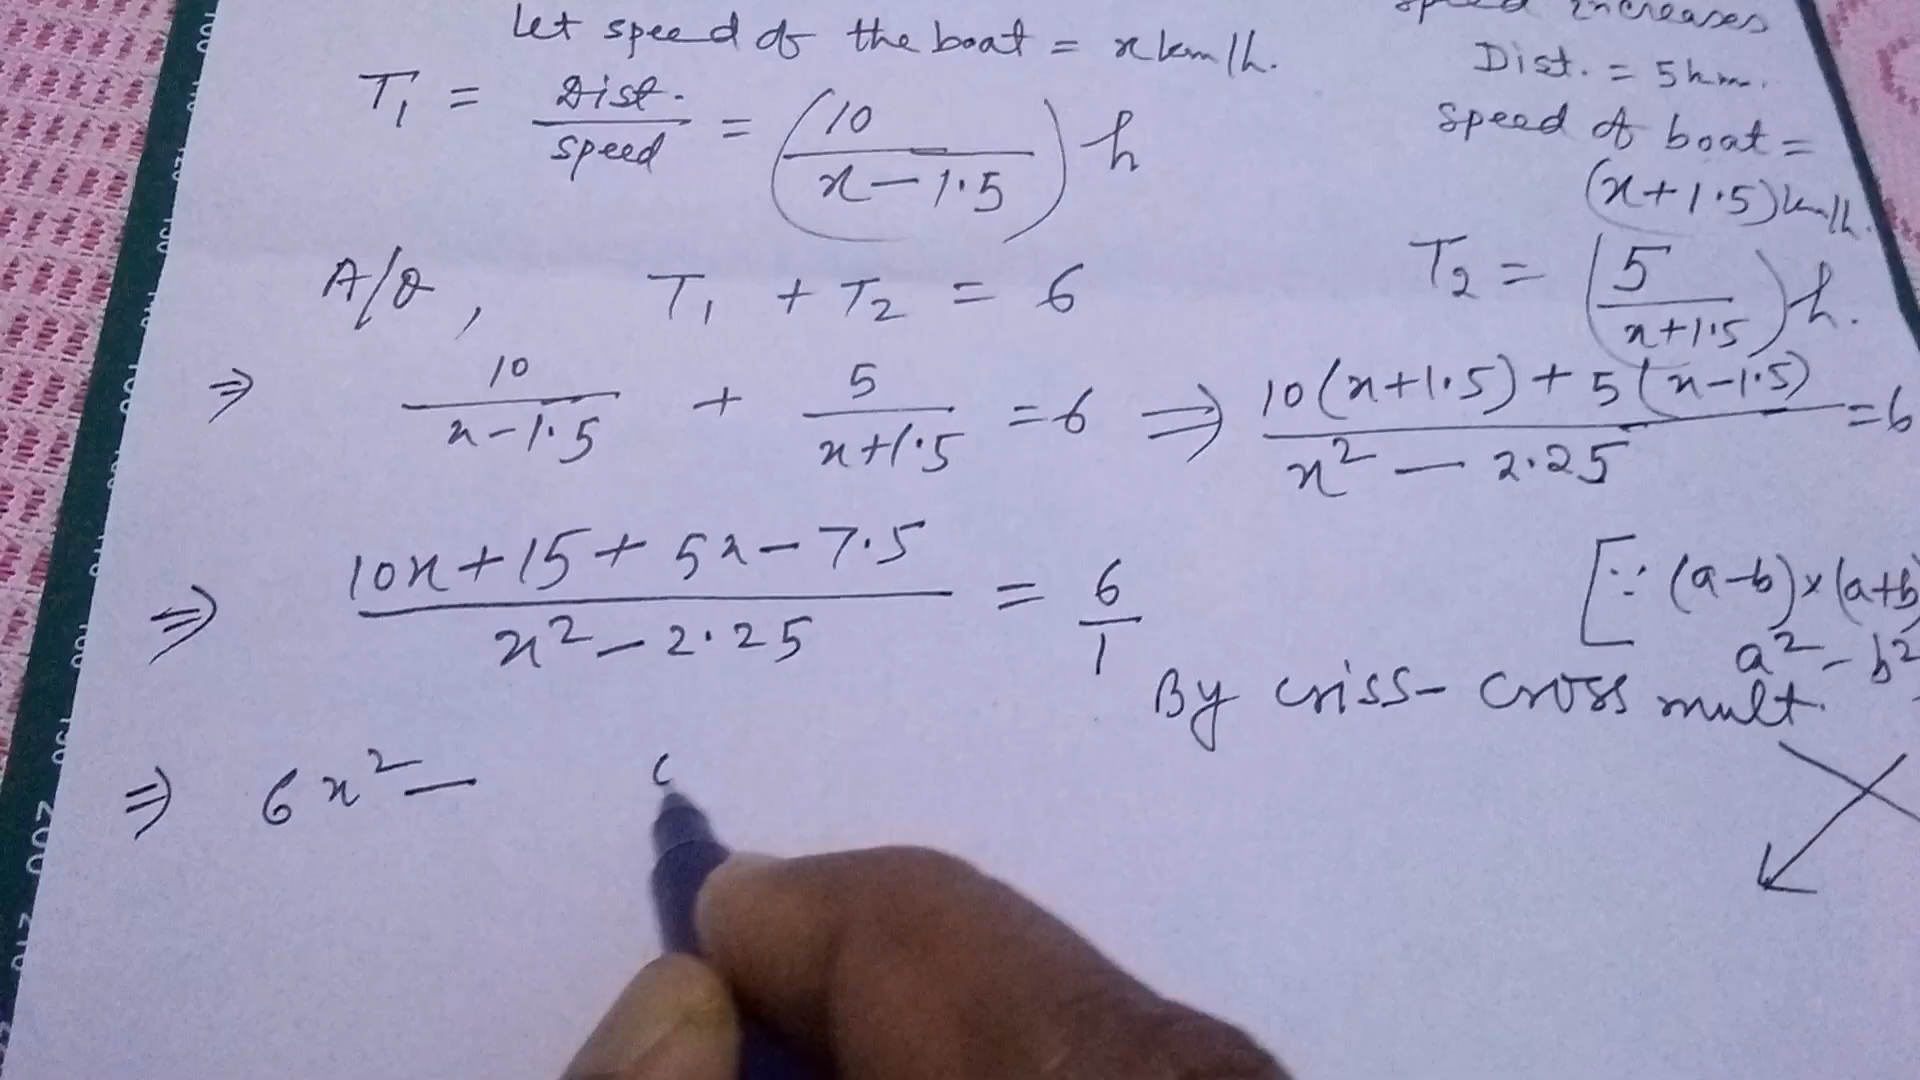 Let speed of the boat = x km/h.
speed increases
Dist. = 5 km.
speed of boat =
(x+1.5) km/h.
T₁ = Dist./speed = (10/(x-1.5)) h
T₂ = (5/(x+1.5)) h.
A/Q, T₁ + T₂ = 6
⇒ 10/(x-1.5) + 5/(x+1.5) = 6 ⇒ (10(x+1.5) + 5(x-1.5))/(x² - 2.25) = 6
⇒ (10x+15+5x-7.5)/(x²-2.25) = 6/1
[∵ (a-b)×(a+b)
a²-b²
By criss-cross mult.
⇒ 6x² -